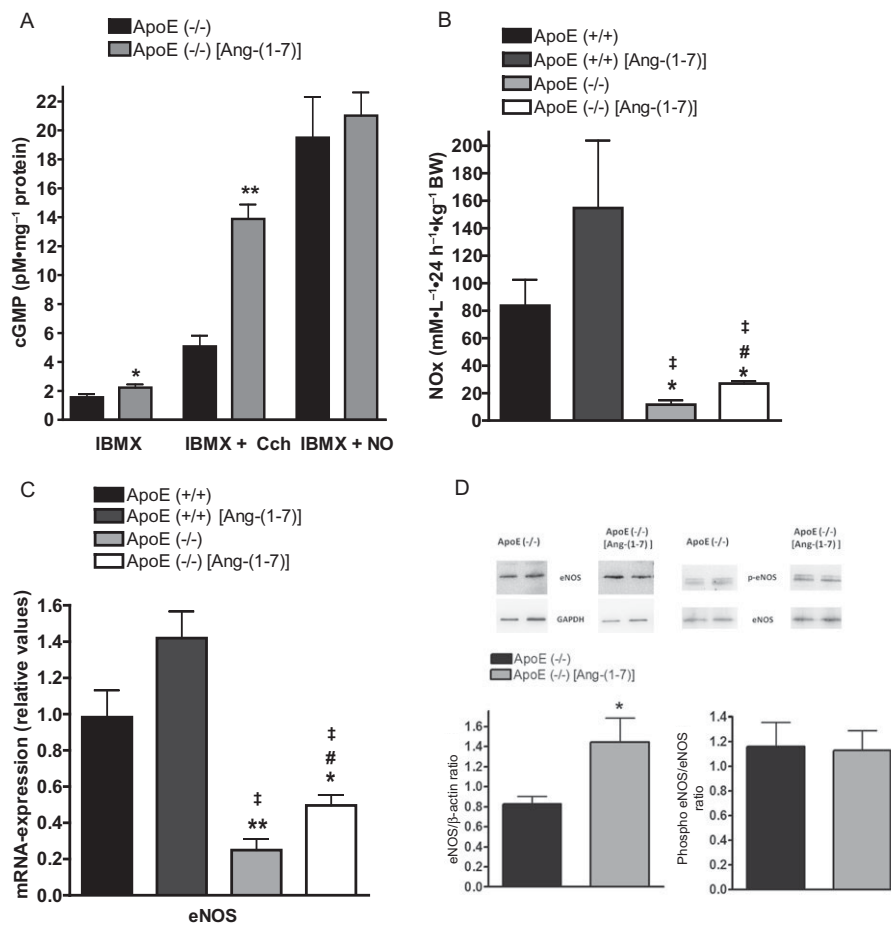 A
ApoE (-/-)
ApoE (-/-) [Ang-(1-7)]
cGMP (pM•mg⁻¹ protein)
22
20
18
16
14
12
10
8
6
4
2
0
*
**
IBMX
IBMX + Cch
IBMX + NO
B
ApoE (+/+)
ApoE (+/+) [Ang-(1-7)]
ApoE (-/-)
ApoE (-/-) [Ang-(1-7)]
NOx (mM•L⁻¹•24 h⁻¹•kg⁻¹ BW)
200
180
160
140
120
100
80
60
40
20
0
‡
*
‡
#
*
C
ApoE (+/+)
ApoE (+/+) [Ang-(1-7)]
ApoE (-/-)
ApoE (-/-) [Ang-(1-7)]
mRNA-expression (relative values)
1.6
1.4
1.2
1.0
0.8
0.6
0.4
0.2
0.0
‡
**
‡
#
*
eNOS
D
ApoE (-/-)
ApoE (-/-)
[Ang-(1-7) ]
ApoE (-/-)
ApoE (-/-)
[Ang-(1-7) ]
eNOS
p-eNOS
GAPDH
eNOS
ApoE (-/-)
ApoE (-/-) [Ang-(1-7)]
eNOS/β-actin ratio
1.6
1.4
1.2
1.0
0.8
0.6
0.4
0.2
0.0
*
Phospho eNOS/eNOS
ratio
1.4
1.2
1.0
0.8
0.6
0.4
0.2
0.0